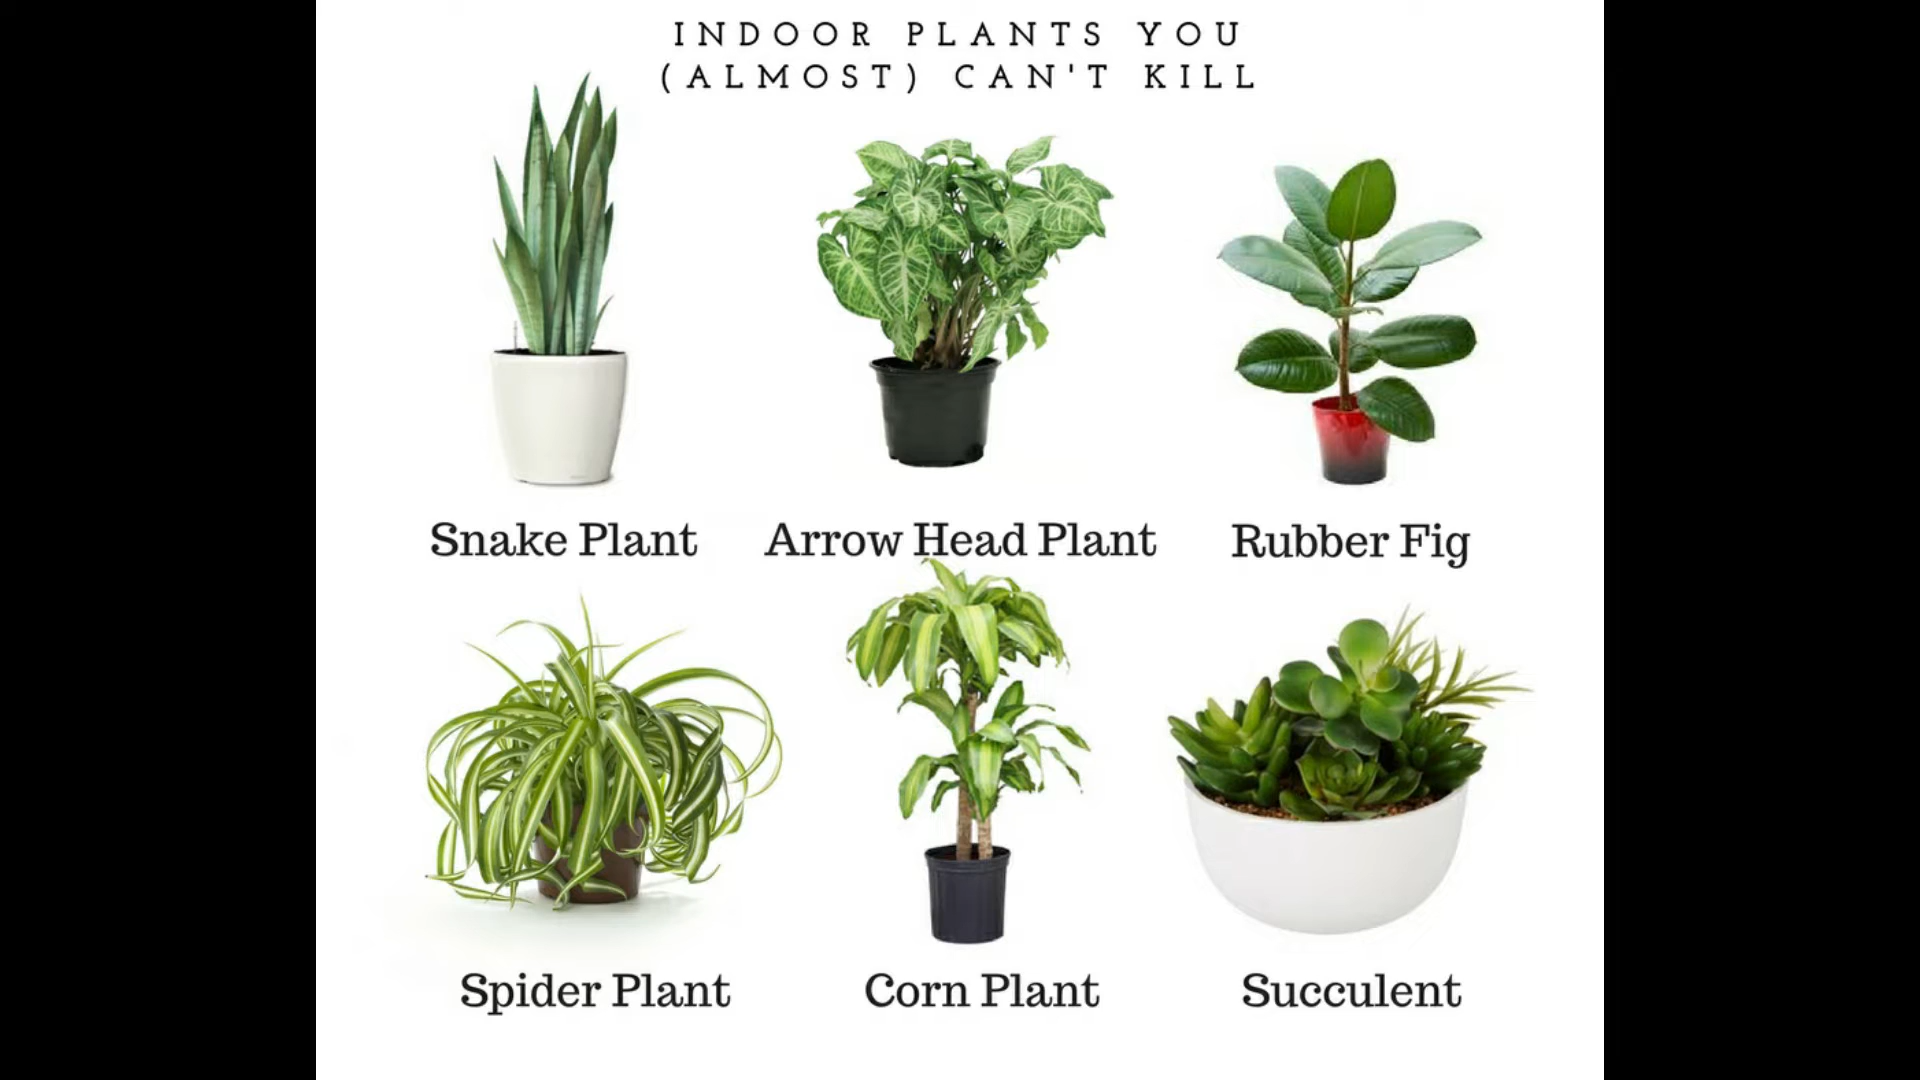 INDOOR PLANTS YOU
(ALMOST) CAN'T KILL
Snake Plant
Arrow Head Plant
Rubber Fig
Spider Plant
Corn Plant
Succulent